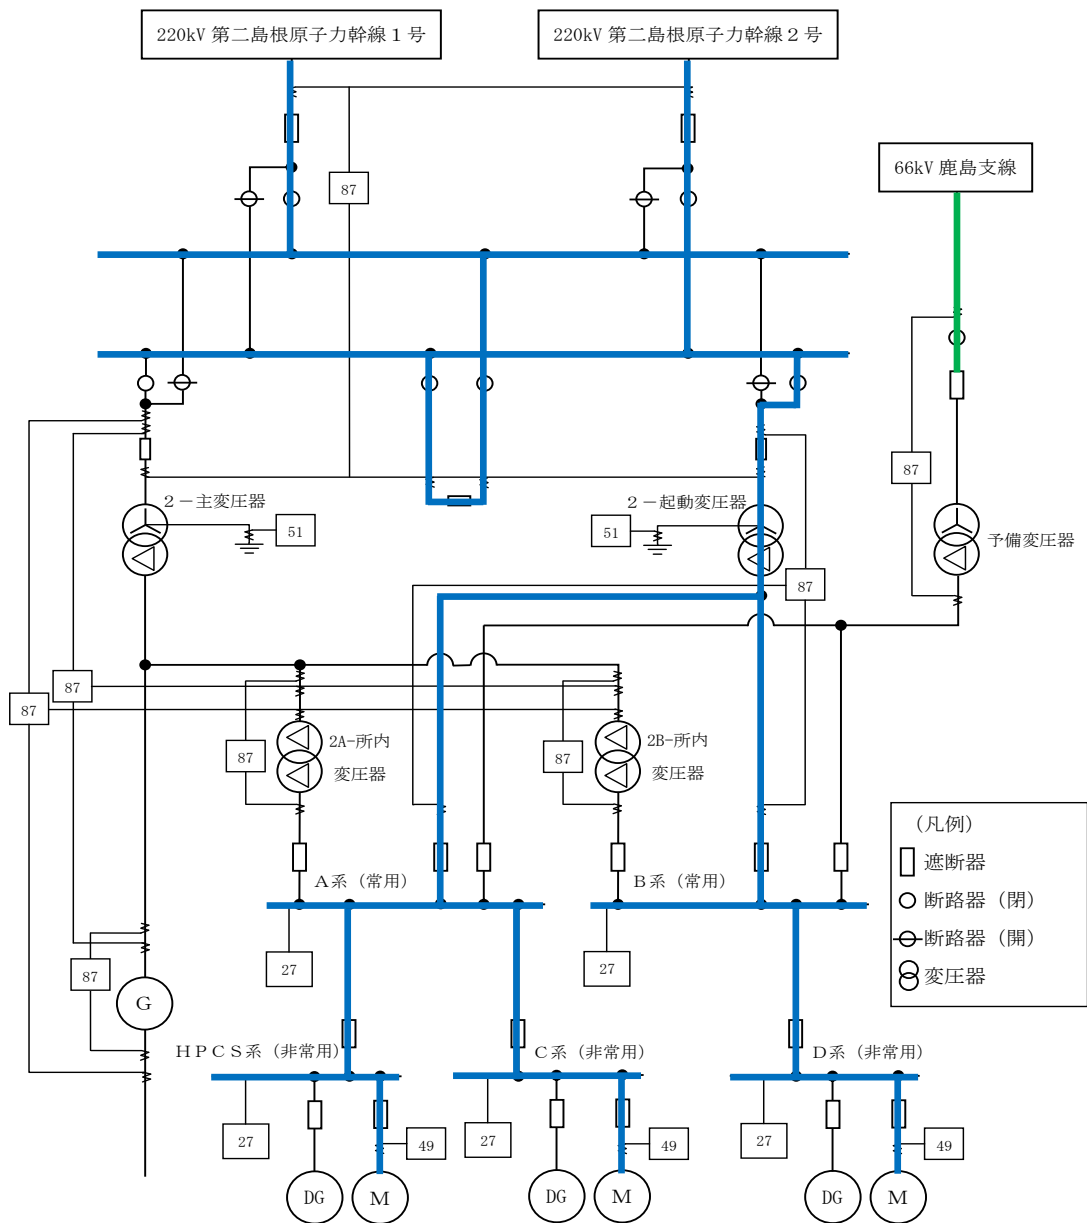 220kV 第二島根原子力幹線１号
220kV 第二島根原子力幹線２号
66kV 鹿島支線
87
87
２－主変圧器
２－起動変圧器
51
51
予備変圧器
87
87
87
2A-所内
変圧器
87
2B-所内
変圧器
87
（凡例）
遮断器
断路器（閉）
断路器（開）
変圧器
Ａ系（常用）
Ｂ系（常用）
27
27
87
G
ＨＰＣＳ系（非常用）
Ｃ系（非常用）
Ｄ系（非常用）
27
49
27
49
27
49
DG
M
DG
M
DG
M